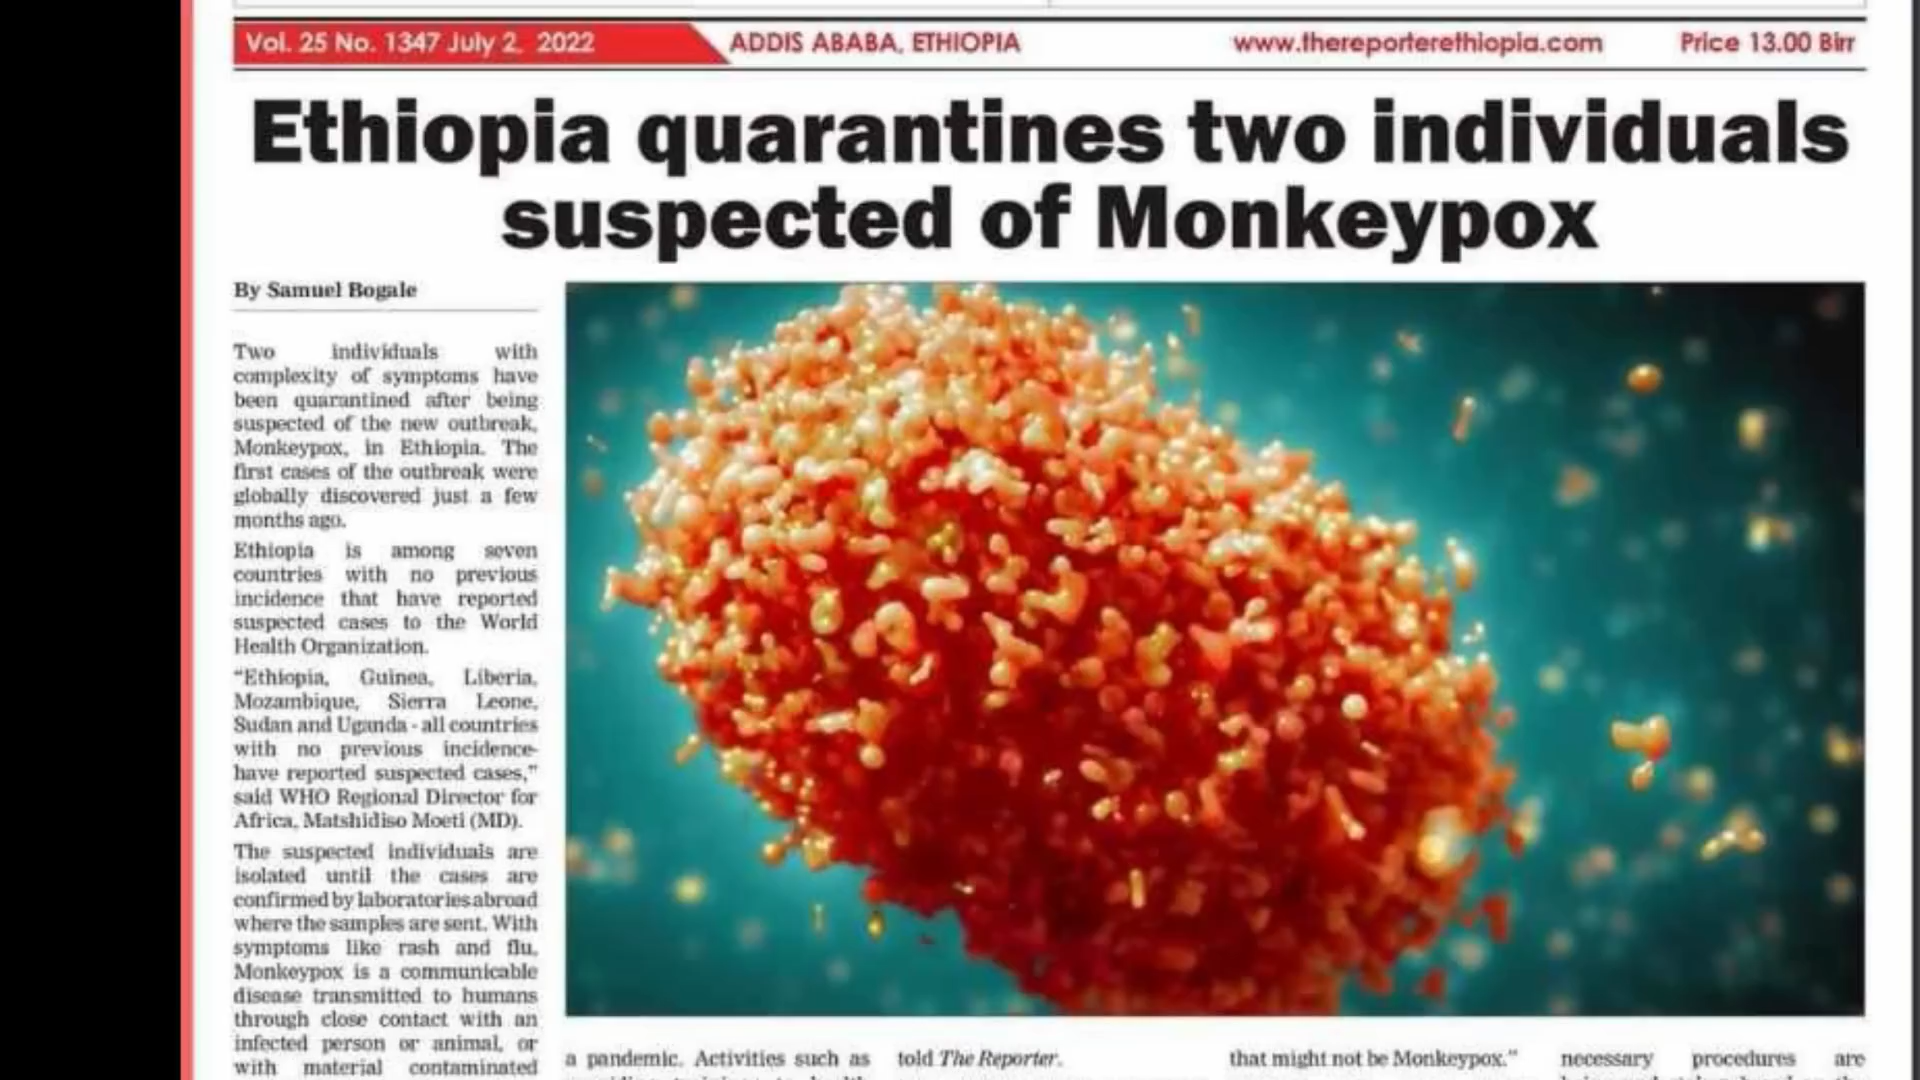 Vol. 25 No. 1347 July 2, 2022 ADDIS ABABA, ETHIOPIA www.thereporterethiopia.com Price 13.00 Birr
Ethiopia quarantines two individuals
suspected of Monkeypox
By Samuel Bogale
Two individuals with
complexity of symptoms have
been quarantined after being
suspected of the new outbreak,
Monkeypox, in Ethiopia. The
first cases of the outbreak were
globally discovered just a few
months ago.
Ethiopia is among seven
countries with no previous
incidence that have reported
suspected cases to the World
Health Organization.
“Ethiopia, Guinea, Liberia,
Mozambique, Sierra Leone,
Sudan and Uganda - all countries
with no previous incidence-
have reported suspected cases,”
said WHO Regional Director for
Africa, Matshidiso Moeti (MD).
The suspected individuals are
isolated until the cases are
confirmed by laboratories abroad
where the samples are sent. With
symptoms like rash and flu,
Monkeypox is a communicable
disease transmitted to humans
through close contact with an
infected person or animal, or
with material contaminated
a pandemic. Activities such as
told The Reporter.
that might not be Monkeypox.”
necessary procedures are